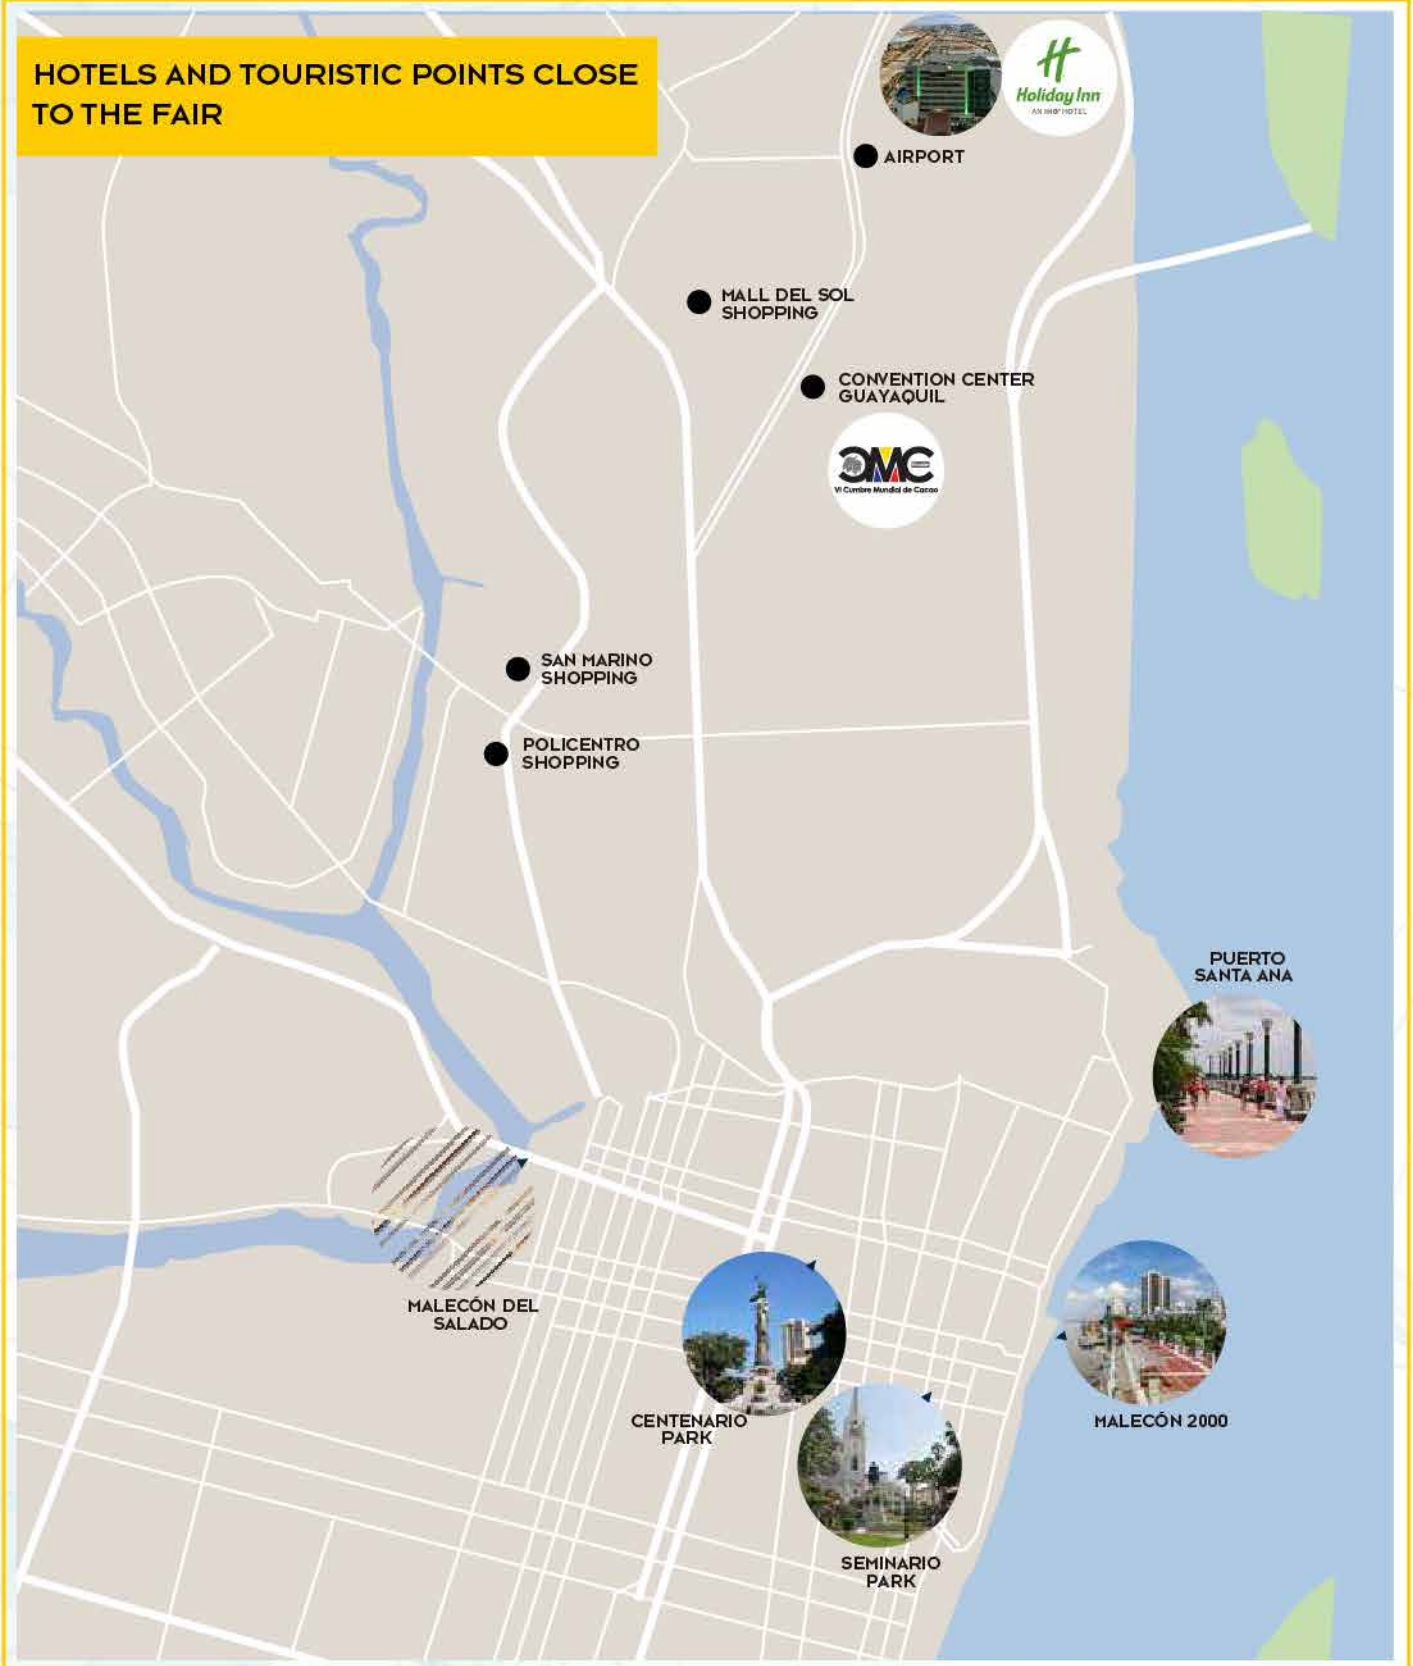 HOTELS AND TOURISTIC POINTS CLOSE
TO THE FAIR
Holiday Inn
AN IHG® HOTEL
AIRPORT
MALL DEL SOL
SHOPPING
CONVENTION CENTER
GUAYAQUIL
CMC
VI Cumbre Mundial de Cacao
SAN MARINO
SHOPPING
POLICENTRO
SHOPPING
PUERTO
SANTA ANA
MALECÓN DEL
SALADO
CENTENARIO
PARK
MALECÓN 2000
SEMINARIO
PARK